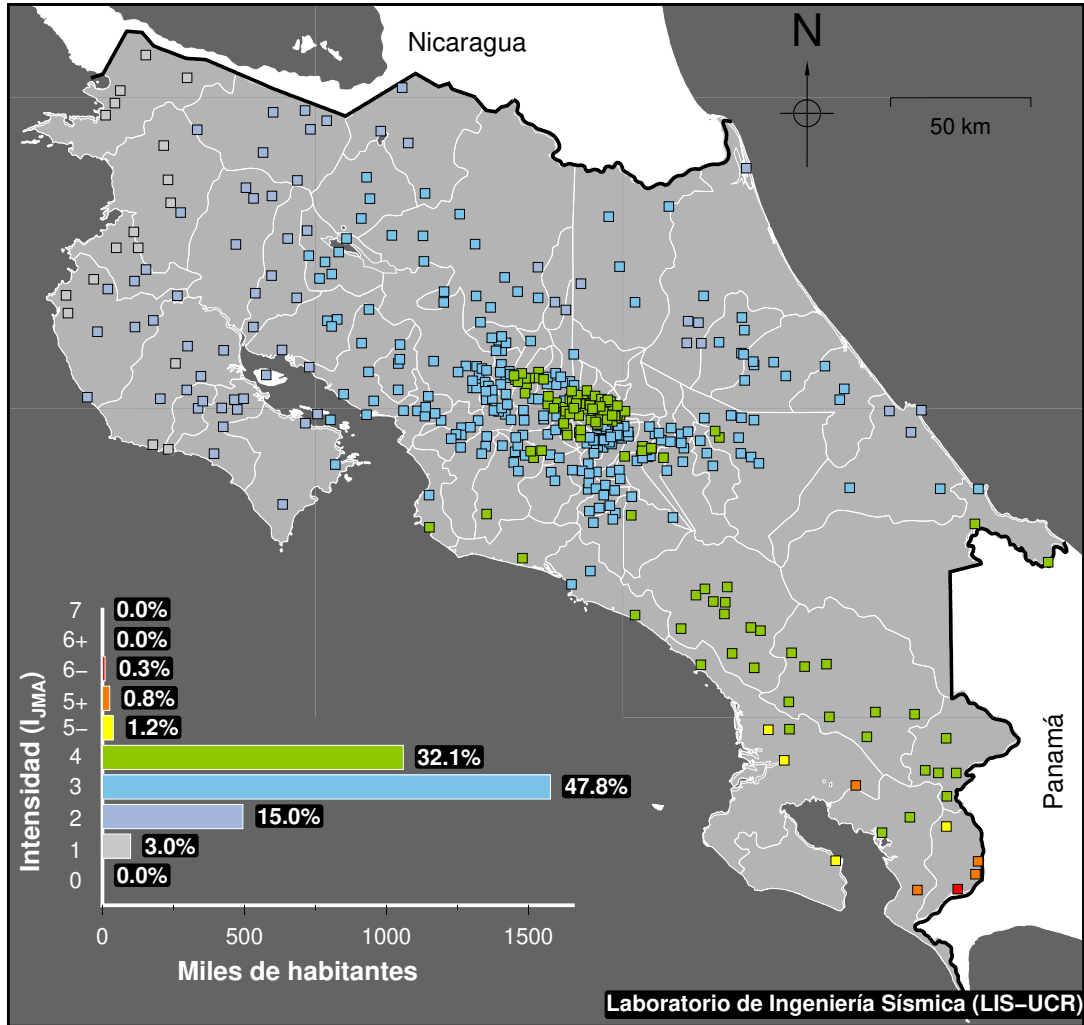 Nicaragua
N
50 km
Panamá
Intensidad (I_JMA)
7 0.0%
6+ 0.0%
6− 0.3%
5+ 0.8%
5− 1.2%
4 32.1%
3 47.8%
2 15.0%
1 3.0%
0 0.0%
0 500 1000 1500
Miles de habitantes
Laboratorio de Ingeniería Sísmica (LIS−UCR)